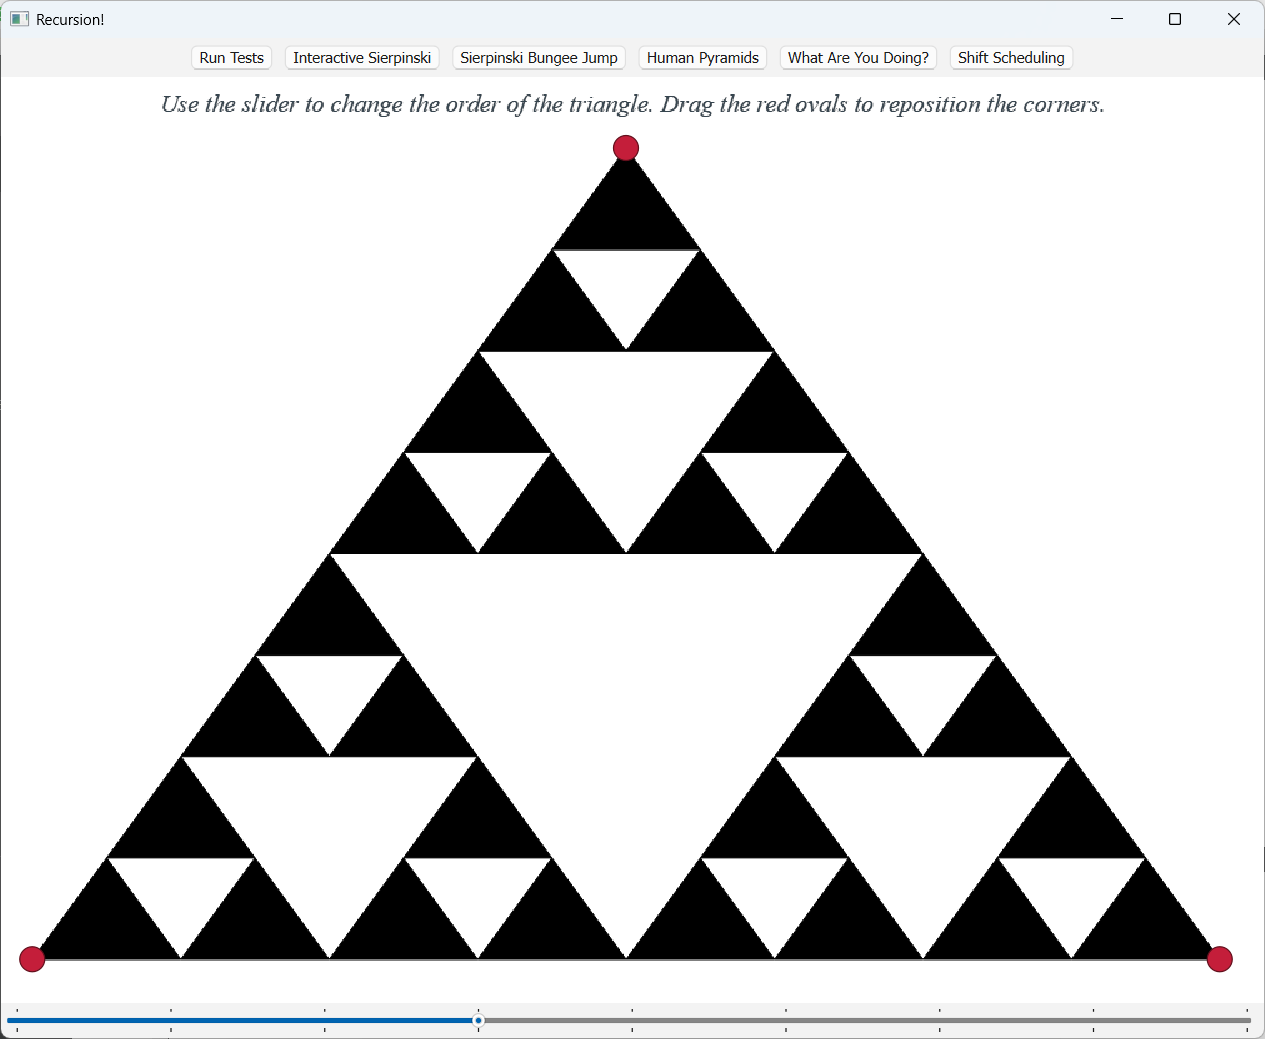 Recursion!
Run Tests Interactive Sierpinski Sierpinski Bungee Jump Human Pyramids What Are You Doing? Shift Scheduling
Use the slider to change the order of the triangle. Drag the red ovals to reposition the corners.